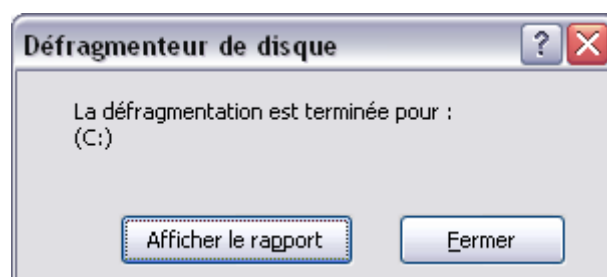 Défragmenteur de disque
La défragmentation est terminée pour :
(C:)
Afficher le rapport
Fermer